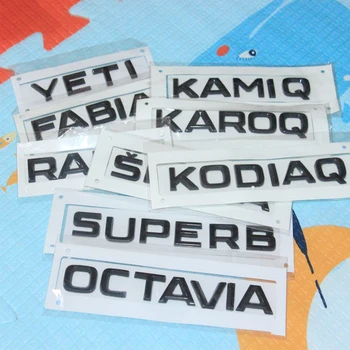 YETI
KAMIQ
FABIA
KAROQ
KODIAQ
SUPERB
OCTAVIA